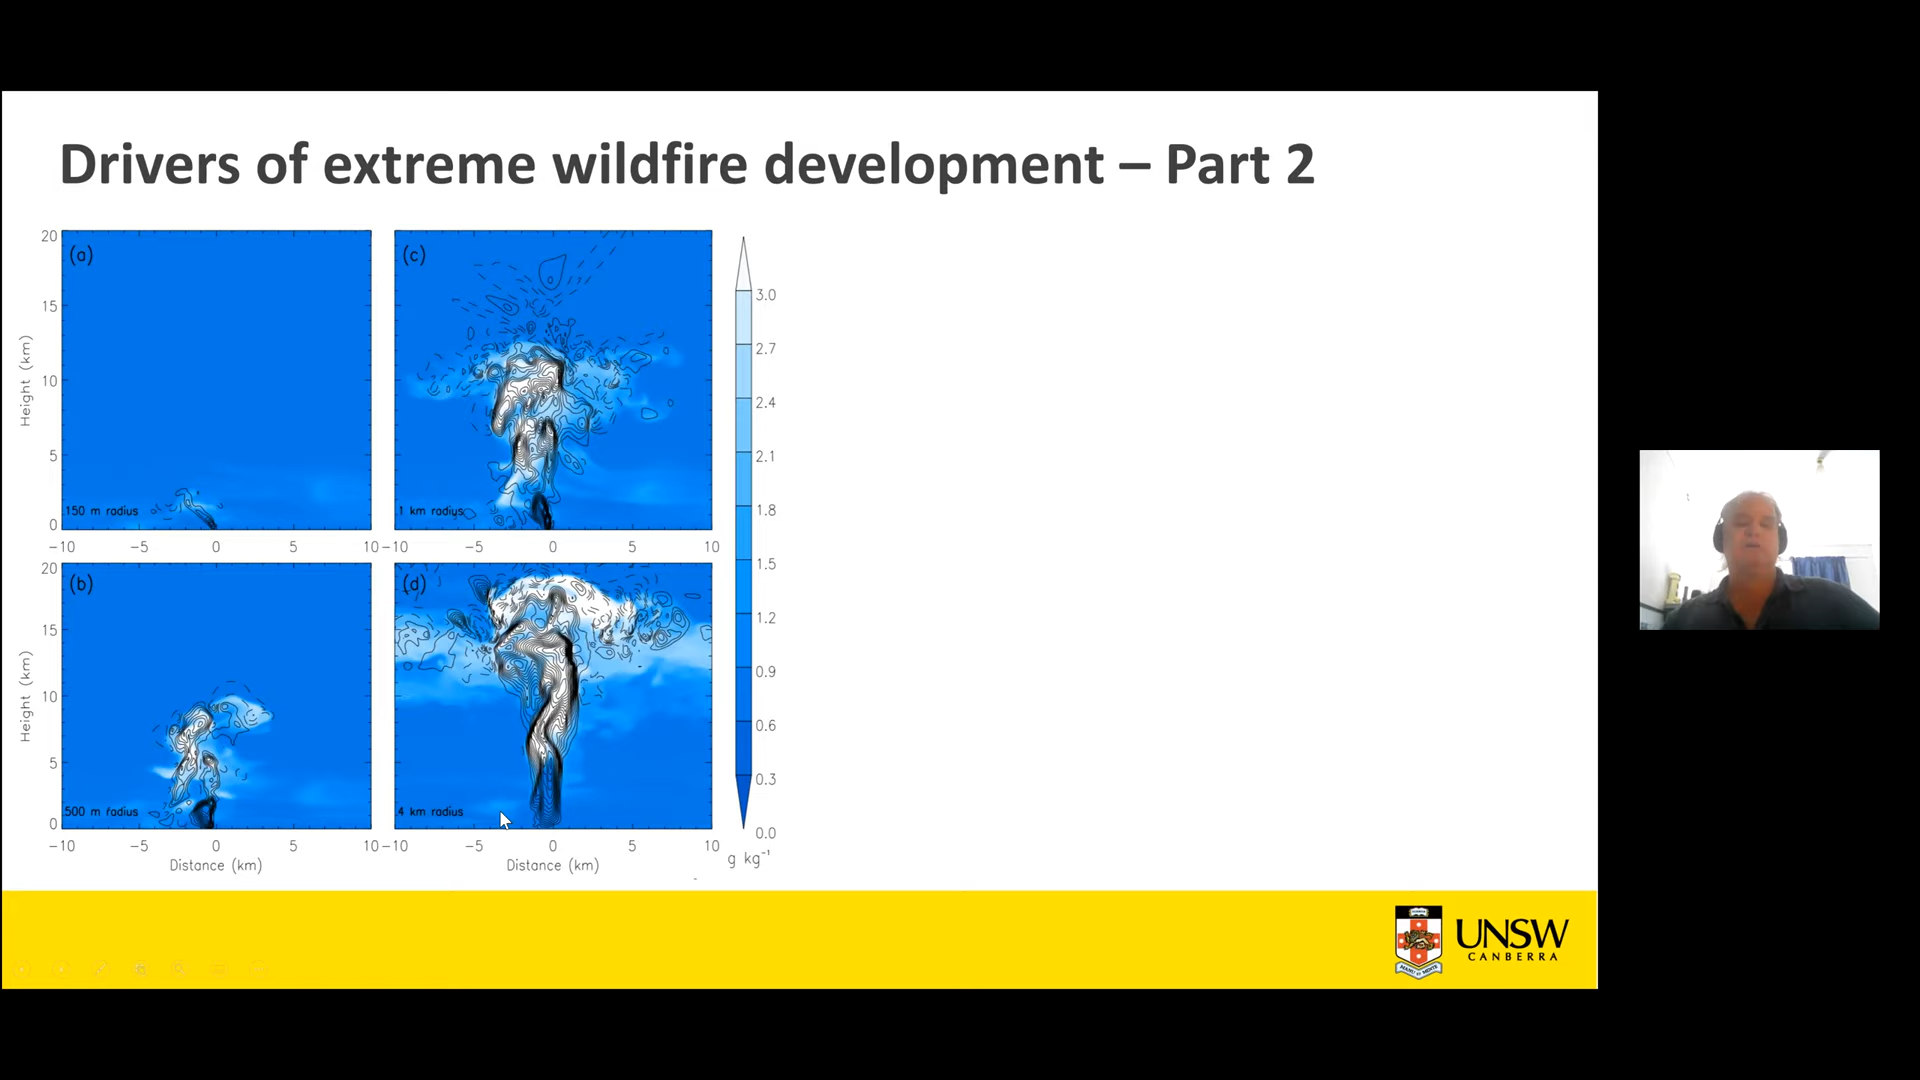 Drivers of extreme wildfire development – Part 2
20
15
10
5
0
Height (km)
(a)
150 m radius
−10
−5
0
5
10
(c)
1 km radius
−10
−5
0
5
10
20
15
10
5
0
Height (km)
(b)
500 m radius
−10
−5
0
5
10
Distance (km)
(d)
4 km radius
−10
−5
0
5
10
Distance (km)
3.0
2.7
2.4
2.1
1.8
1.5
1.2
0.9
0.6
0.3
0.0
g kg⁻¹
UNSW
CANBERRA